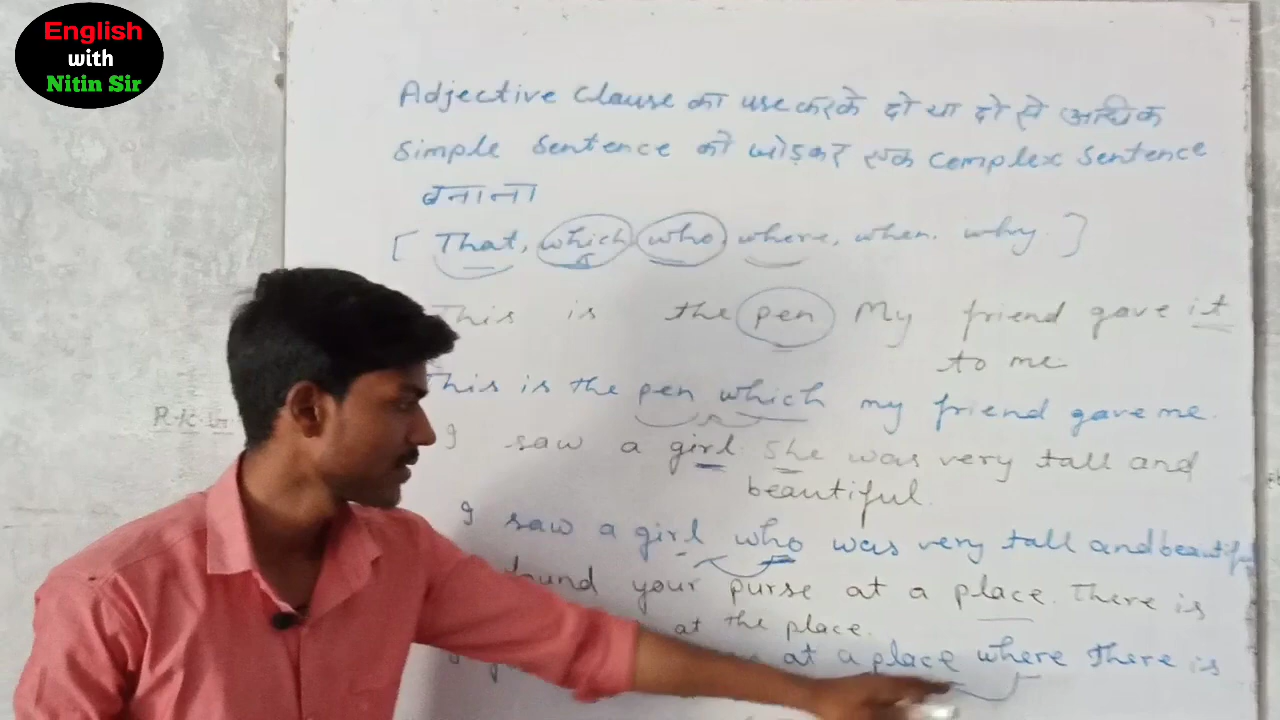 English
with
Nitin Sir
Adjective Clause का use करके दो या दो से अधिक
Simple Sentence को जोड़कर एक Complex Sentence
बनाना
[ That, which who where, when. why. ]
This is the pen My friend gave it
to me
This is the pen which my friend gave me.
I saw a girl. She was very tall and
beautiful.
I saw a girl who was very tall and beautiful
your purse at a place. There is
at the place.
at a place where there is